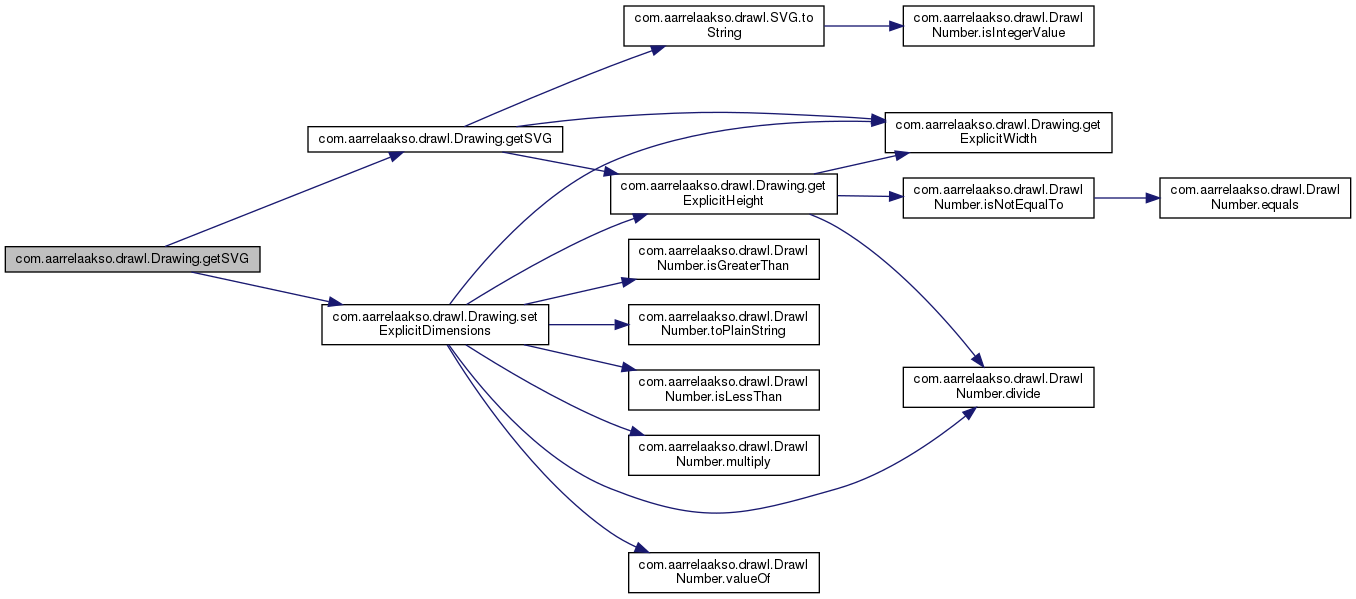 com.aarrelaakso.drawl.SVG.to
String
com.aarrelaakso.drawl.Drawl
Number.isIntegerValue
com.aarrelaakso.drawl.Drawing.getSVG
com.aarrelaakso.drawl.Drawing.get
ExplicitWidth
com.aarrelaakso.drawl.Drawing.get
ExplicitHeight
com.aarrelaakso.drawl.Drawl
Number.isNotEqualTo
com.aarrelaakso.drawl.Drawl
Number.equals
com.aarrelaakso.drawl.Drawing.getSVG
com.aarrelaakso.drawl.Drawl
Number.isGreaterThan
com.aarrelaakso.drawl.Drawing.set
ExplicitDimensions
com.aarrelaakso.drawl.Drawl
Number.toPlainString
com.aarrelaakso.drawl.Drawl
Number.isLessThan
com.aarrelaakso.drawl.Drawl
Number.divide
com.aarrelaakso.drawl.Drawl
Number.multiply
com.aarrelaakso.drawl.Drawl
Number.valueOf